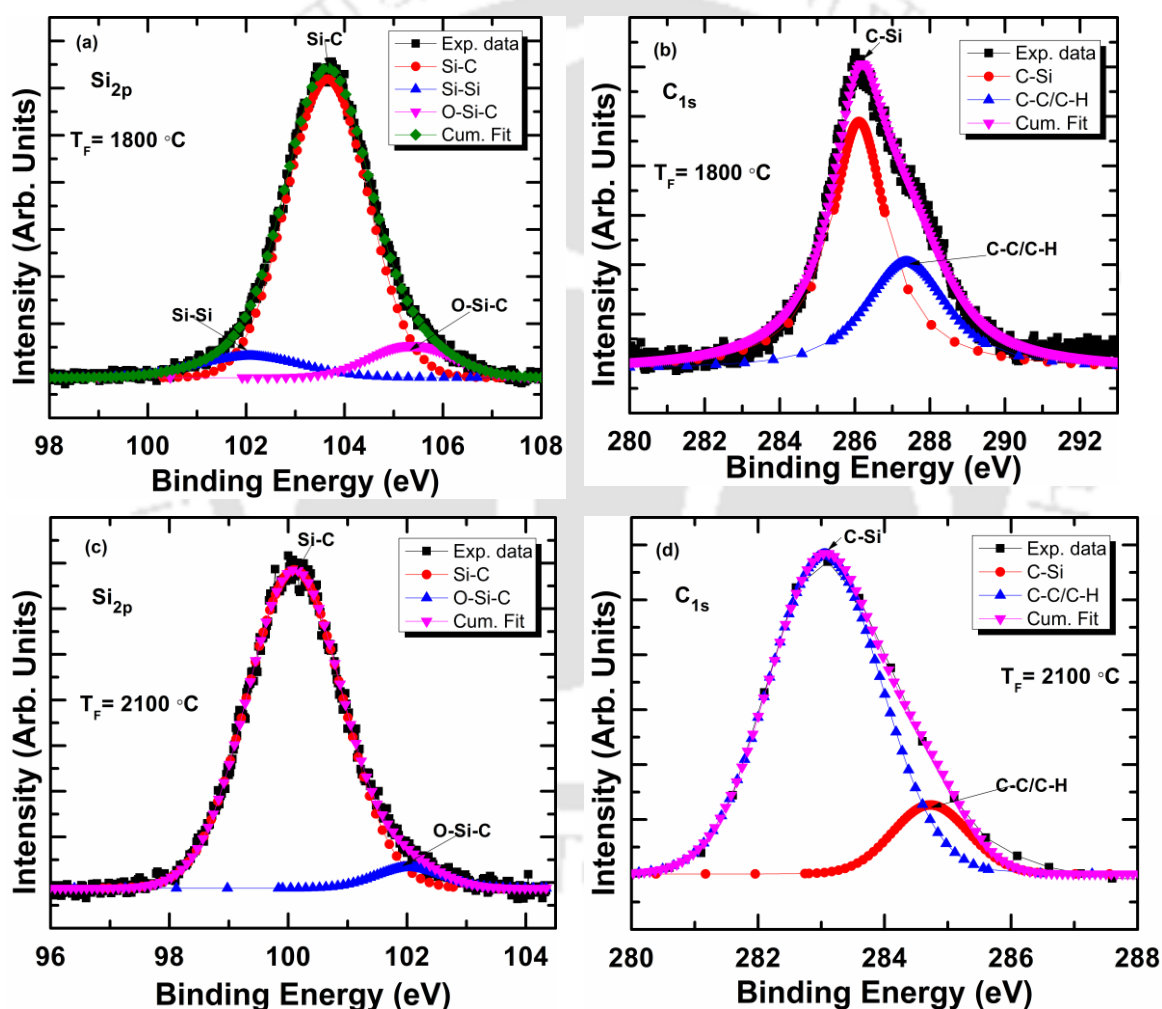 (a)
Si2p
TF= 1800 °C
Si-C
Si-Si
O-Si-C
Exp. data
Si-C
Si-Si
O-Si-C
Cum. Fit
Intensity (Arb. Units)
98 100 102 104 106 108
Binding Energy (eV)
(b)
C1s
TF= 1800 °C
C-Si
C-C/C-H
Exp. data
C-Si
C-C/C-H
Cum. Fit
Intensity (Arb. Units)
280 282 284 286 288 290 292
Binding Energy (eV)
(c)
Si2p
TF= 2100 °C
Si-C
O-Si-C
Exp. data
Si-C
O-Si-C
Cum. Fit
Intensity (Arb. Units)
96 98 100 102 104
Binding Energy (eV)
(d)
C1s
TF= 2100 °C
C-Si
C-C/C-H
Exp. data
C-Si
C-C/C-H
Cum. Fit
Intensity (Arb. Units)
280 282 284 286 288
Binding Energy (eV)